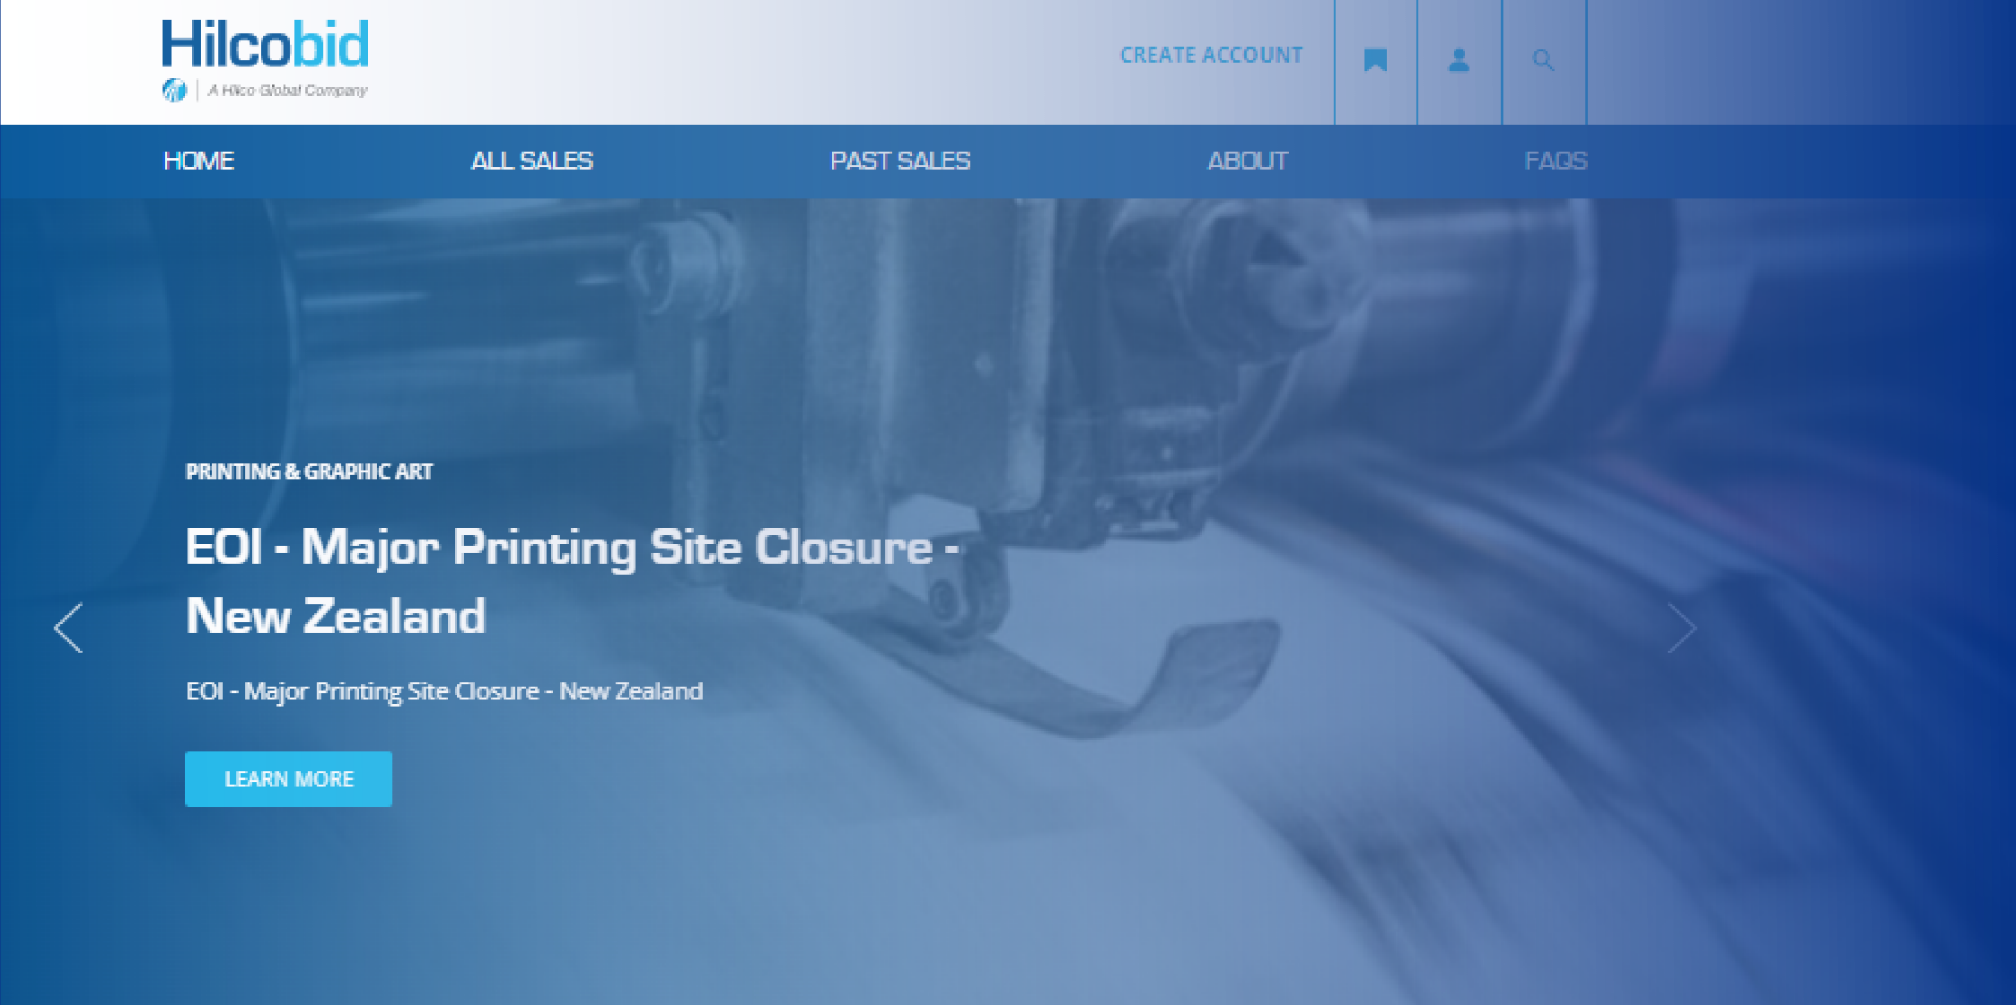 Hilcobid
A Hilco Global Company
CREATE ACCOUNT
HOME
ALL SALES
PAST SALES
ABOUT
FAQS
PRINTING & GRAPHIC ART
EOI - Major Printing Site Closure -
New Zealand
EOI - Major Printing Site Closure - New Zealand
LEARN MORE